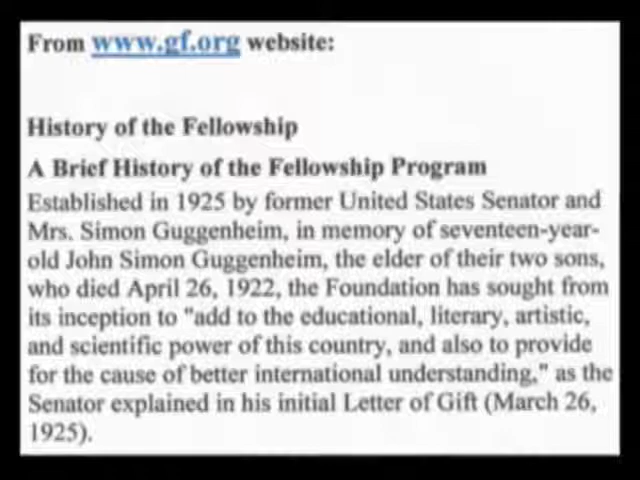 From www.gf.org website:
History of the Fellowship
A Brief History of the Fellowship Program
Established in 1925 by former United States Senator and
Mrs. Simon Guggenheim, in memory of seventeen-year-
old John Simon Guggenheim, the elder of their two sons,
who died April 26, 1922, the Foundation has sought from
its inception to "add to the educational, literary, artistic,
and scientific power of this country, and also to provide
for the cause of better international understanding," as the
Senator explained in his initial Letter of Gift (March 26,
1925).